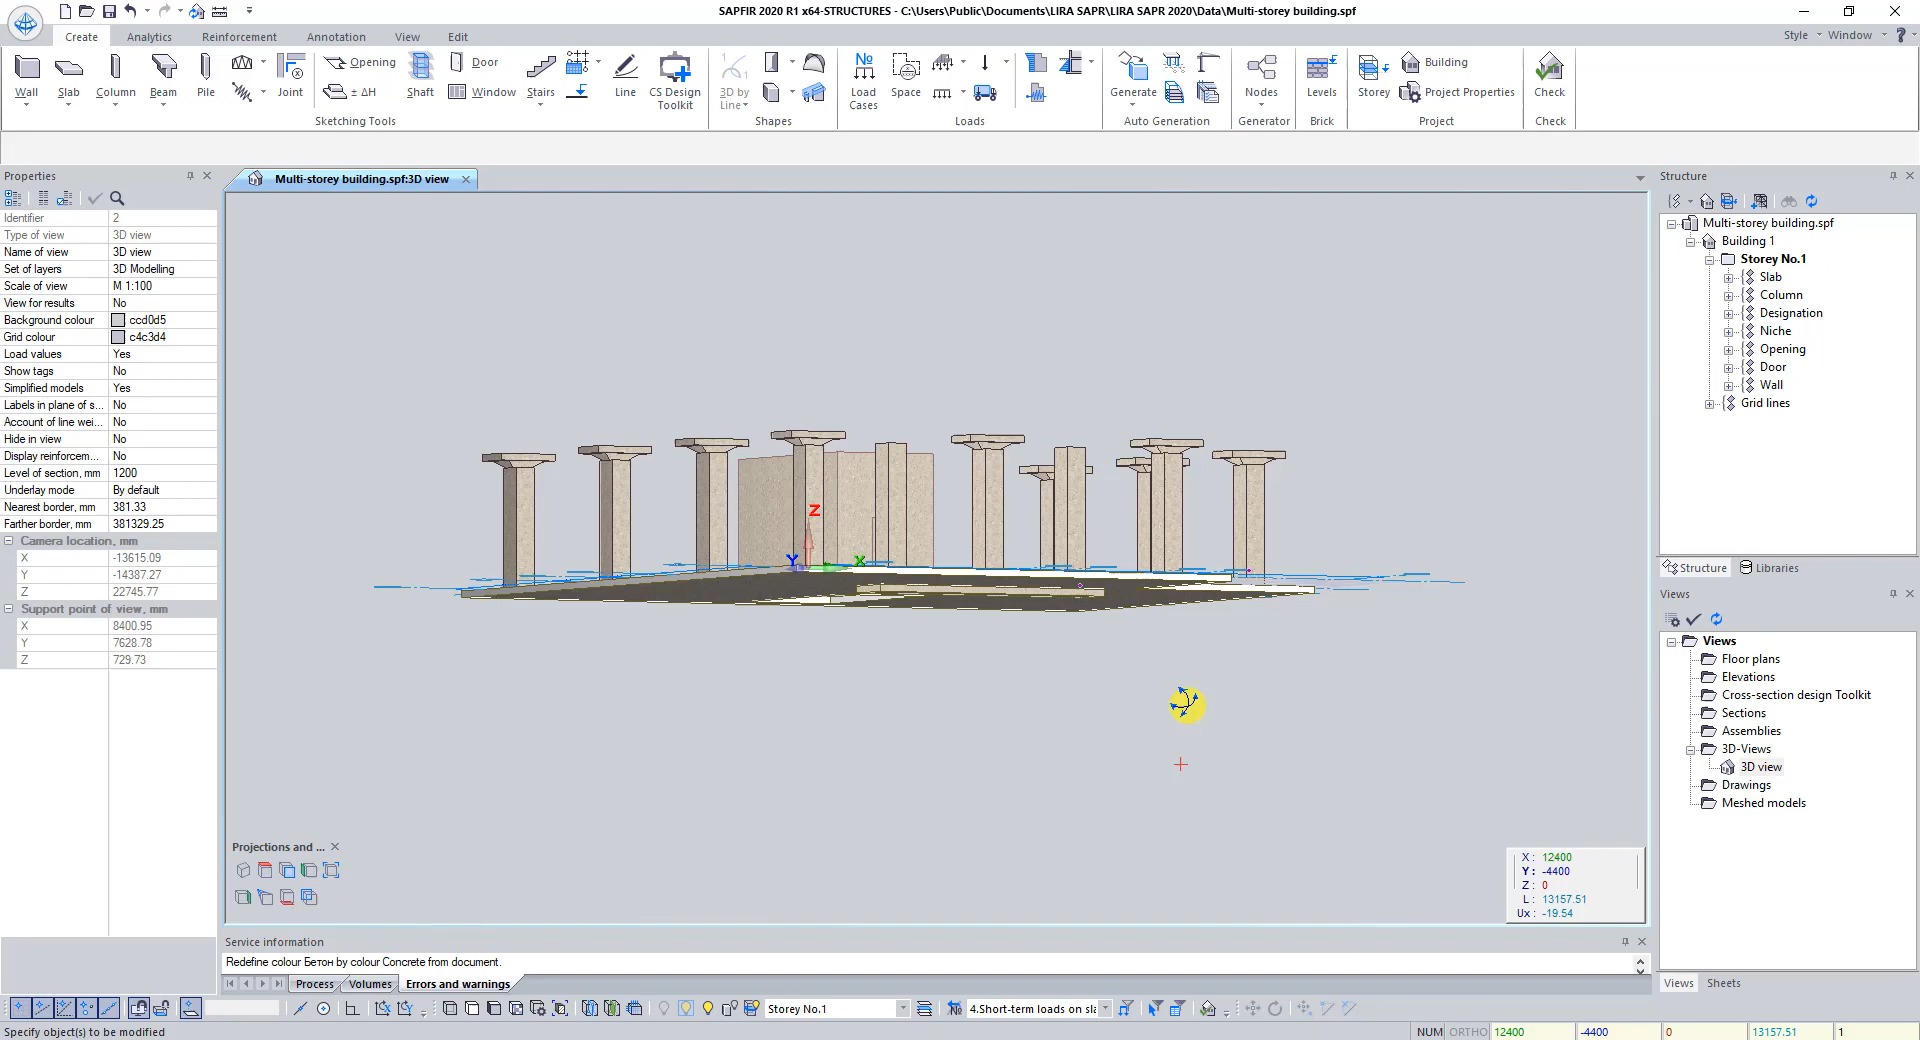 SAPFIR 2020 R1 x64-STRUCTURES - C:\Users\Public\Documents\LIRA SAPR\LIRA SAPR 2020\Data\Multi-storey building.spf
Create Analytics Reinforcement Annotation View Edit
Style Window ?
Wall Slab Column Beam Pile Joint Opening ± ΔH Shaft Door Window Stairs Line CS Design Toolkit
3D by Line
№ Load Cases Space
Generate Nodes Levels Storey Building Project Properties Check
Sketching Tools Shapes Loads Auto Generation Generator Brick Project Check
Properties
Multi-storey building.spf:3D view
Identifier 2
Type of view 3D view
Name of view 3D view
Set of layers 3D Modelling
Scale of view M 1:100
View for results No
Background colour ccd0d5
Grid colour c4c3d4
Load values Yes
Show tags No
Simplified models Yes
Labels in plane of s... No
Account of line wei... No
Hide in view No
Display reinforcem... No
Level of section, mm 1200
Underlay mode By default
Nearest border, mm 381.33
Farther border, mm 381329.25
Camera location, mm
X -13615.09
Y -14387.27
Z 22745.77
Support point of view, mm
X 8400.95
Y 7628.78
Z 729.73
Z
Y X
Projections and ...
X : 12400
Y : -4400
Z : 0
L : 13157.51
Ux : -19.54
Structure
Multi-storey building.spf
Building 1
Storey No.1
Slab
Column
Designation
Niche
Opening
Door
Wall
Grid lines
Structure Libraries
Views
Views
Floor plans
Elevations
Cross-section design Toolkit
Sections
Assemblies
3D-Views
3D view
Drawings
Meshed models
Views Sheets
Service information
Redefine colour Бетон by colour Concrete from document.
Process Volumes Errors and warnings
Storey No.1 4.Short-term loads on sla
Specify object(s) to be modified
NUM ORTHO 12400 -4400 0 13157.51 1